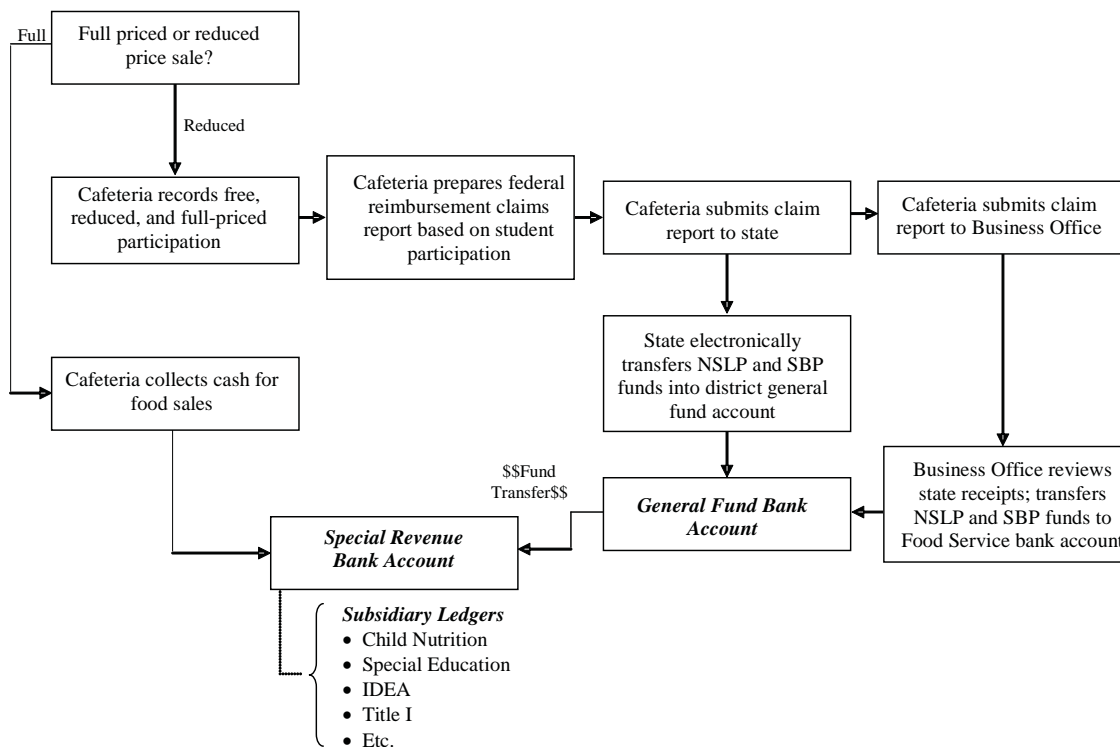 Full
Full priced or reduced
price sale?
Reduced
Cafeteria records free,
reduced, and full-priced
participation
Cafeteria prepares federal
reimbursement claims
report based on student
participation
Cafeteria submits claim
report to state
Cafeteria submits claim
report to Business Office
State electronically
transfers NSLP and SBP
funds into district general
fund account
Cafeteria collects cash for
food sales
Business Office reviews
state receipts; transfers
NSLP and SBP funds to
Food Service bank account
$$Fund
Transfer$$
General Fund Bank
Account
Special Revenue
Bank Account
Subsidiary Ledgers
• Child Nutrition
• Special Education
• IDEA
• Title I
• Etc.